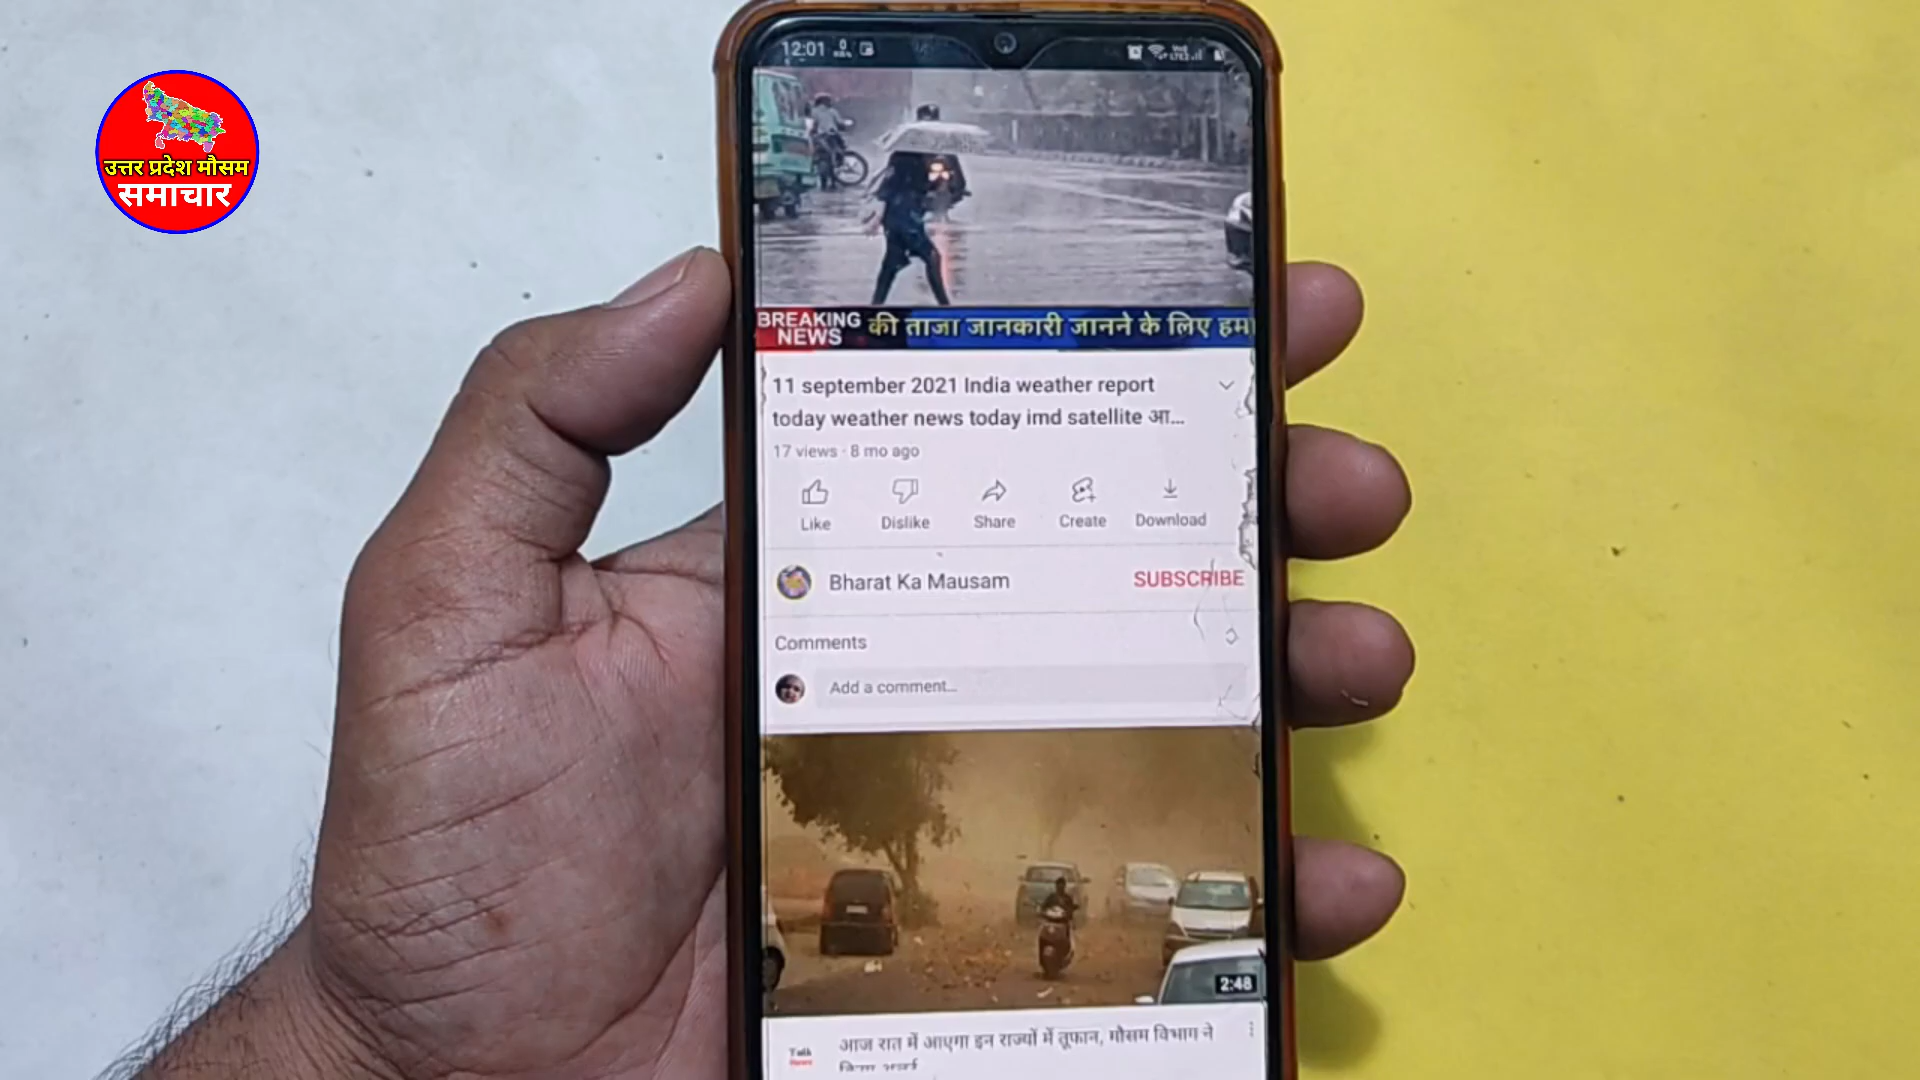 उत्तर प्रदेश मौसम
समाचार
12:01
BREAKING
NEWS
की ताजा जानकारी जानने के लिए हमा
11 september 2021 India weather report
today weather news today imd satellite आ...
17 views · 8 mo ago
Like
Dislike
Share
Create
Download
Bharat Ka Mausam
SUBSCRIBE
Comments
Add a comment...
2:48
Talk
News
आज रात में आएगा इन राज्यों में तूफान, मौसम विभाग ने